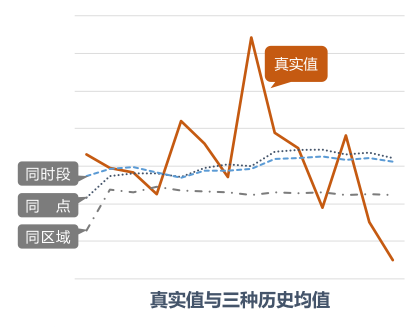 真实值
同时段
同　点
同区域
真实值与三种历史均值